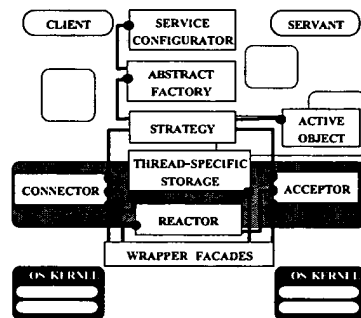 CLIENT
SERVICE
CONFIGURATOR
SERVANT
ABSTRACT
FACTORY
STRATEGY
ACTIVE
OBJECT
THREAD-SPECIFIC
STORAGE
CONNECTOR
ACCEPTOR
REACTOR
WRAPPER FACADES
OS KERNEL
OS KERNEL